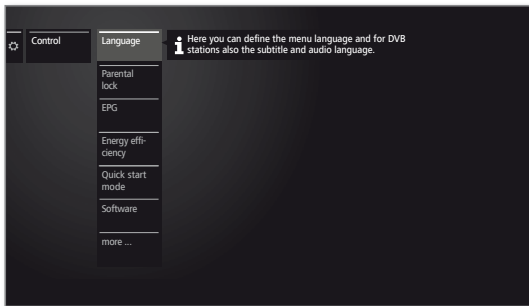 Control
Language
Here you can define the menu language and for DVB
stations also the subtitle and audio language.
Parental
lock
EPG
Energy effi-
ciency
Quick start
mode
Software
more ...